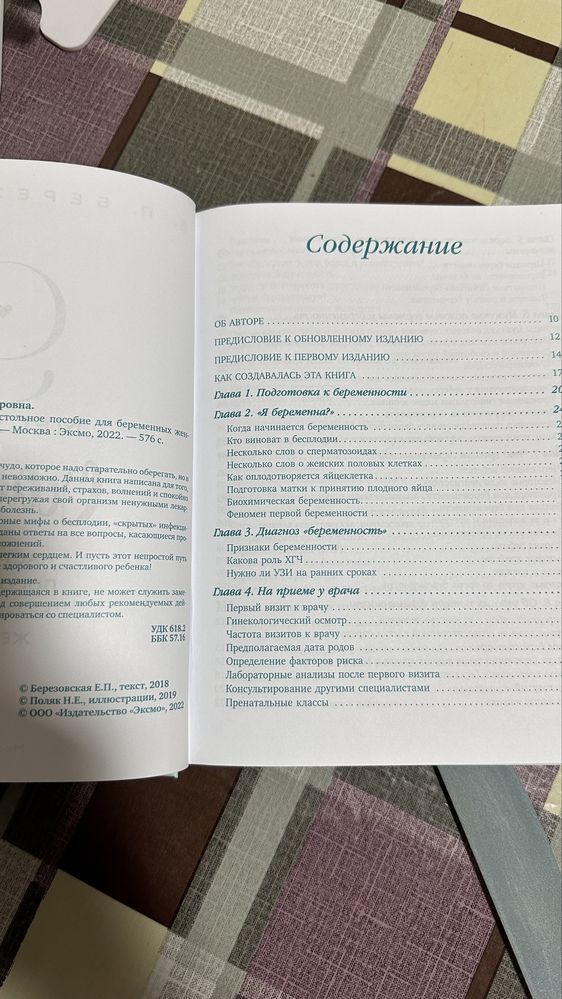 ровна.
стольное пособие для беременных жен-
— Москва : Эксмо, 2022. — 576 с.
чудо, которое надо старательно оберегать, но в
невозможно. Данная книга написана для того,
т переживаний, страхов, волнений и спокойно
перегружая свой организм ненужными лекар-
болезнь.
рные мифы о бесплодии, «скрытых» инфекци-
даны ответы на все вопросы, касающиеся про-
ожнений.
легким сердцем. И пусть этот непростой путь
здорового и счастливого ребенка!
издание.
держащаяся в книге, не может служить заме-
д совершением любых рекомендуемых дей-
ироваться со специалистом.
УДК 618.2
ББК 57.16
© Березовская Е.П., текст, 2018
© Поляк Н.Е., иллюстрации, 2019
© ООО «Издательство «Эксмо», 2022
Содержание
ОБ АВТОРЕ 10
ПРЕДИСЛОВИЕ К ОБНОВЛЕННОМУ ИЗДАНИЮ 12
ПРЕДИСЛОВИЕ К ПЕРВОМУ ИЗДАНИЮ 14
КАК СОЗДАВАЛАСЬ ЭТА КНИГА 17
Глава 1. Подготовка к беременности 20
Глава 2. «Я беременна?» 24
Когда начинается беременность 2
Кто виноват в бесплодии 2
Несколько слов о сперматозоидах
Несколько слов о женских половых клетках
Как оплодотворяется яйцеклетка
Подготовка матки к принятию плодного яйца
Биохимическая беременность
Феномен первой беременности
Глава 3. Диагноз «беременность»
Признаки беременности
Какова роль ХГЧ
Нужно ли УЗИ на ранних сроках
Глава 4. На приеме у врача
Первый визит к врачу
Гинекологический осмотр
Частота визитов к врачу
Предполагаемая дата родов
Определение факторов риска
Лабораторные анализы после первого визита
Консультирование другими специалистами
Пренатальные классы